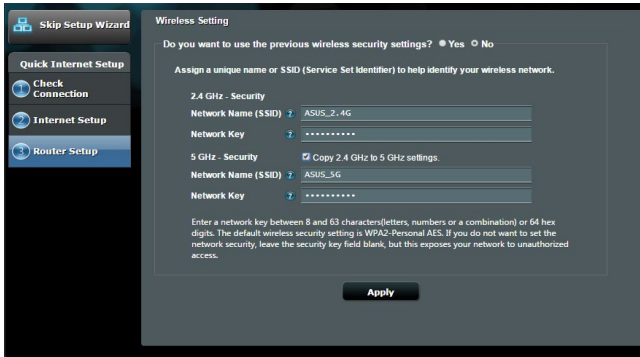 Skip Setup Wizard
Quick Internet Setup
1 Check
Connection
2 Internet Setup
3 Router Setup
Wireless Setting
Do you want to use the previous wireless security settings? Yes No
Assign a unique name or SSID (Service Set Identifier) to help identify your wireless network.
2.4 GHz - Security
Network Name (SSID) ? ASUS_2.4G
Network Key ? ••••••••••
5 GHz - Security Copy 2.4 GHz to 5 GHz settings.
Network Name (SSID) ? ASUS_5G
Network Key ? ••••••••••
Enter a network key between 8 and 63 characters(letters, numbers or a combination) or 64 hex
digits. The default wireless security setting is WPA2-Personal AES. If you do not want to set the
network security, leave the security key field blank, but this exposes your network to unauthorized
access.
Apply